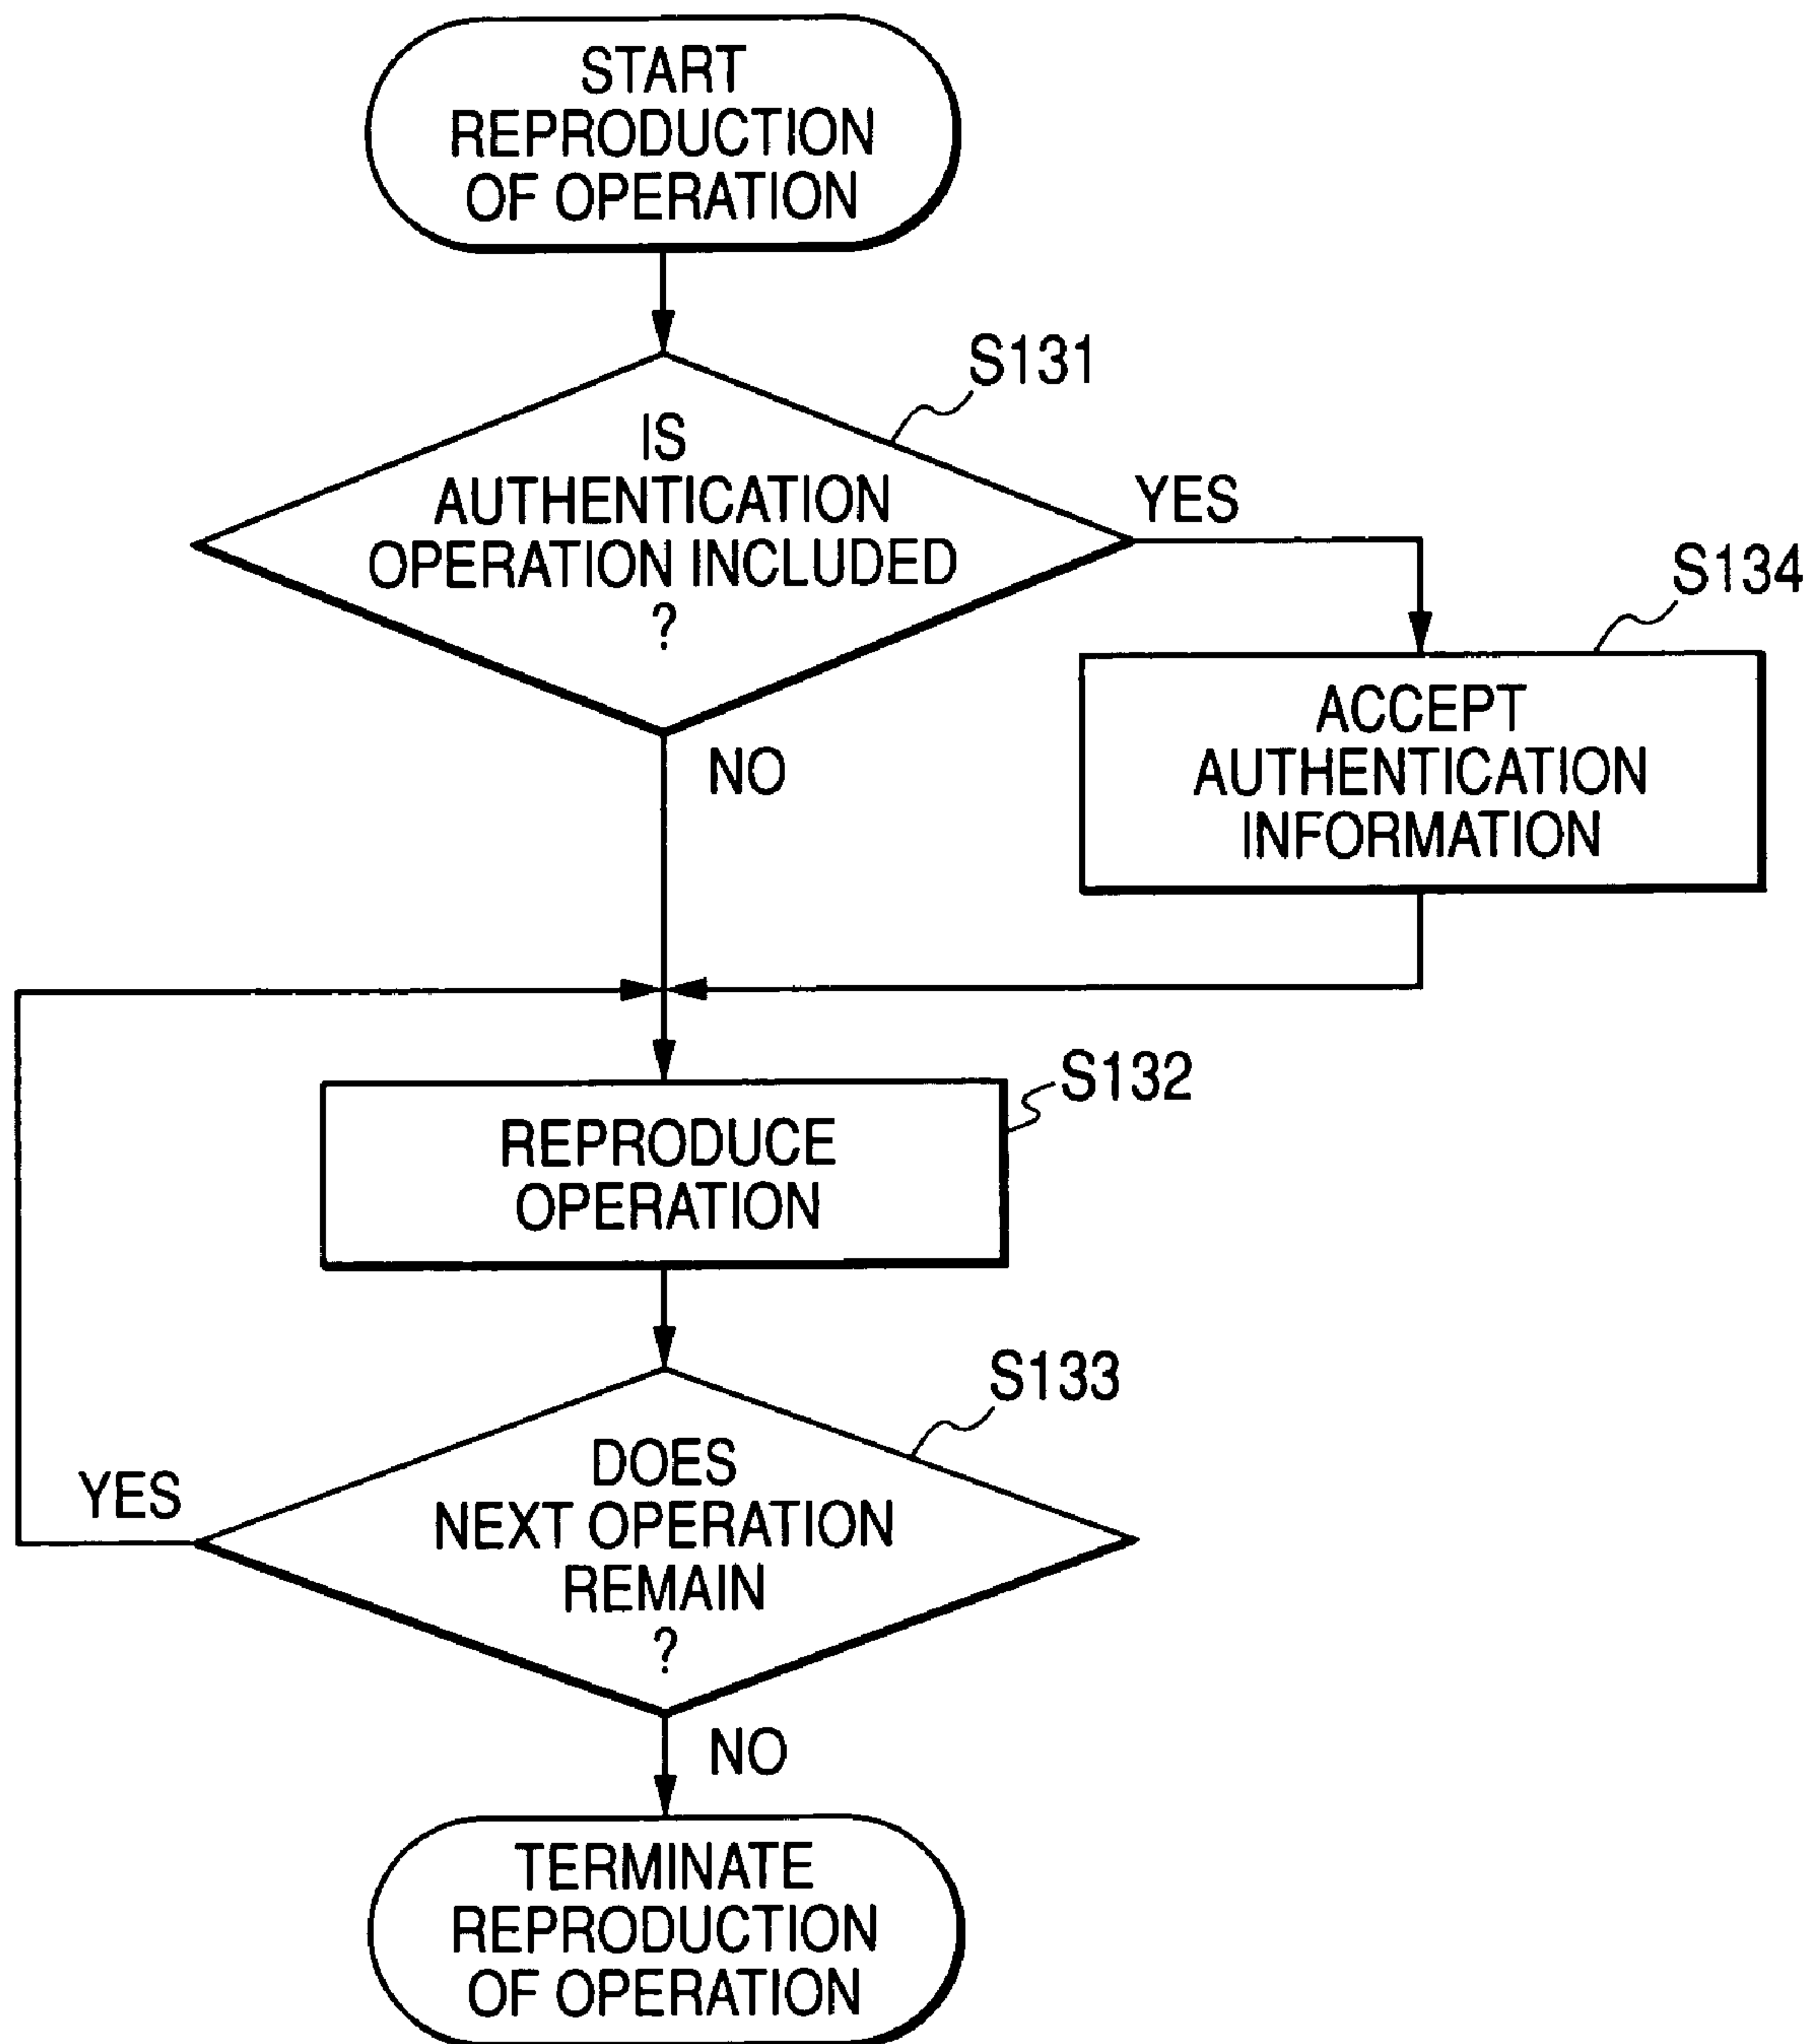 START
REPRODUCTION
OF OPERATION
S131
IS
AUTHENTICATION
OPERATION INCLUDED
?
YES
S134
ACCEPT
AUTHENTICATION
INFORMATION
NO
S132
REPRODUCE
OPERATION
S133
DOES
NEXT OPERATION
REMAIN
?
YES
NO
TERMINATE
REPRODUCTION
OF OPERATION